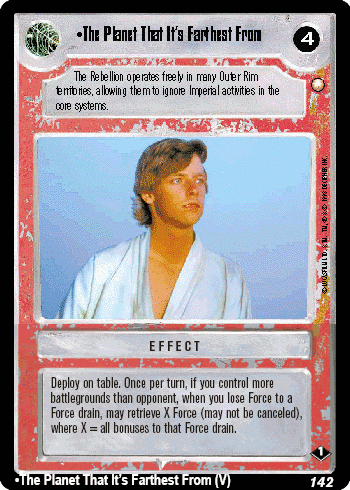 •The Planet That It's Farthest From
4
The Rebellion operates freely in many Outer Rim
territories, allowing them to ignore Imperial activities in the
core systems.
EFFECT
Deploy on table. Once per turn, if you control more
battlegrounds than opponent, when you lose Force to a
Force drain, may retrieve X Force (may not be canceled),
where X = all bonuses to that Force drain.
1
•The Planet That It's Farthest From (V)
142